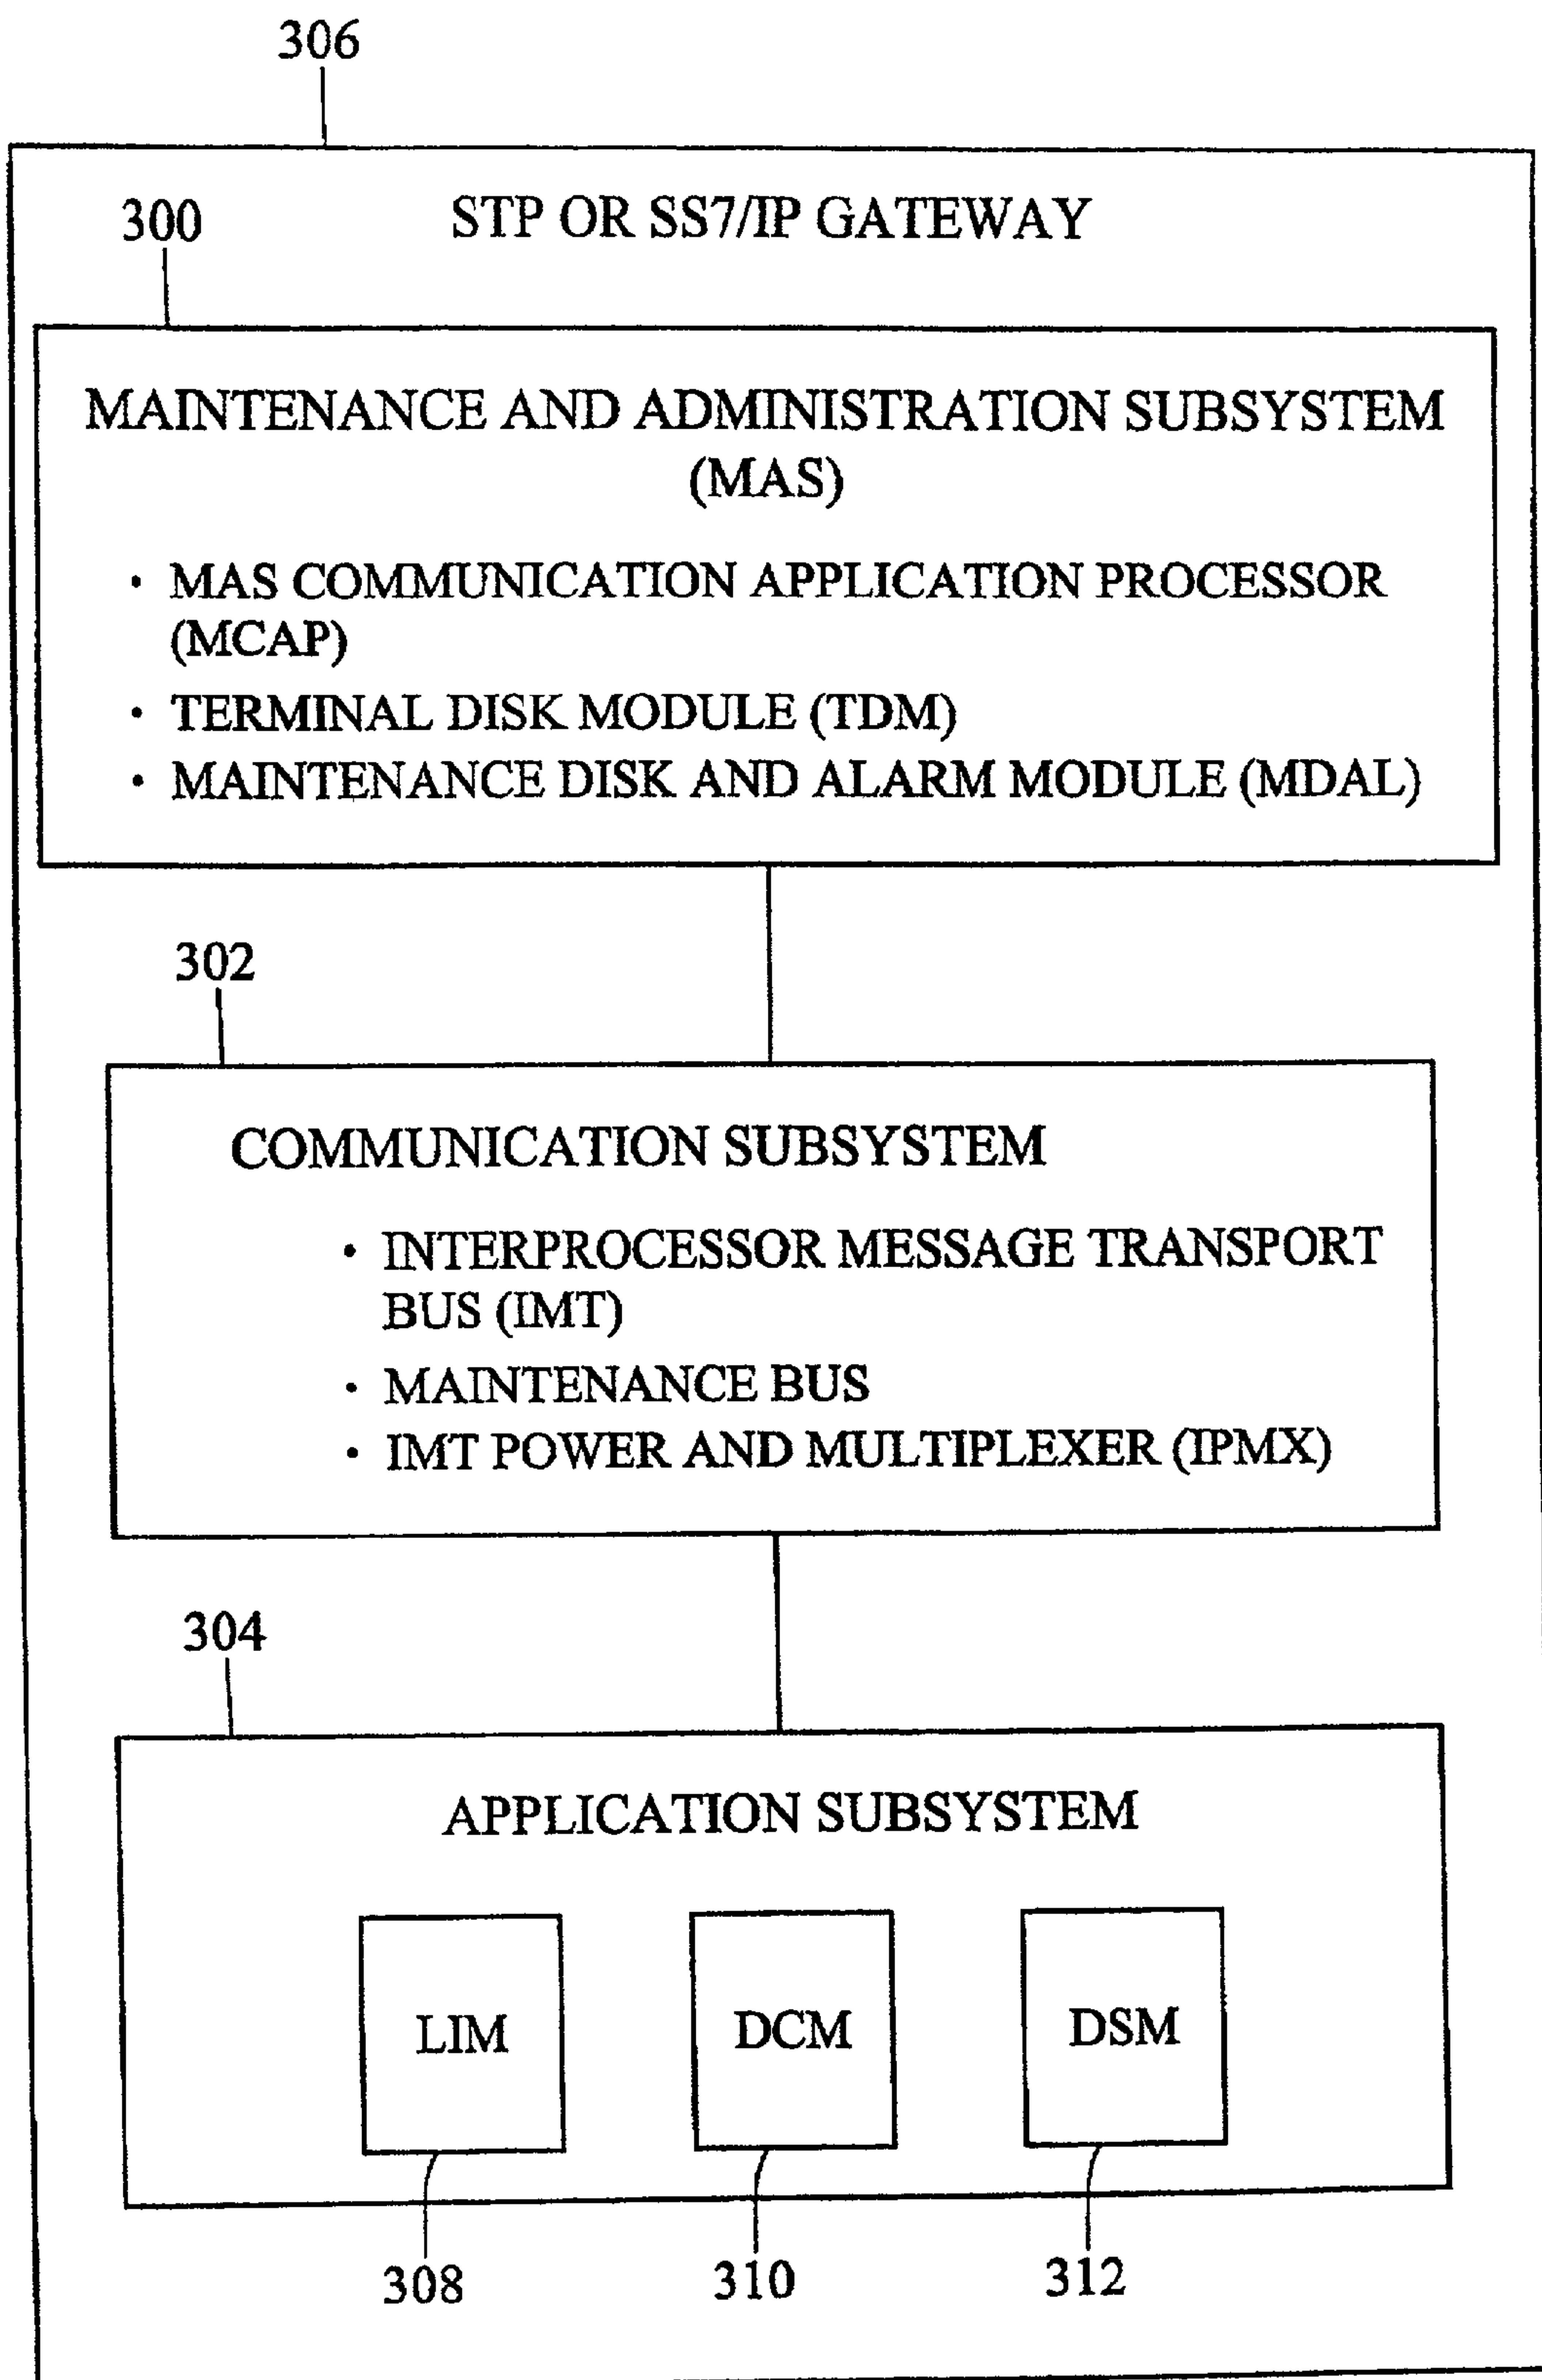 306
300
STP OR SS7/IP GATEWAY
MAINTENANCE AND ADMINISTRATION SUBSYSTEM
(MAS)
· MAS COMMUNICATION APPLICATION PROCESSOR
(MCAP)
· TERMINAL DISK MODULE (TDM)
· MAINTENANCE DISK AND ALARM MODULE (MDAL)
302
COMMUNICATION SUBSYSTEM
· INTERPROCESSOR MESSAGE TRANSPORT
BUS (IMT)
· MAINTENANCE BUS
· IMT POWER AND MULTIPLEXER (IPMX)
304
APPLICATION SUBSYSTEM
LIM
DCM
DSM
308
310
312